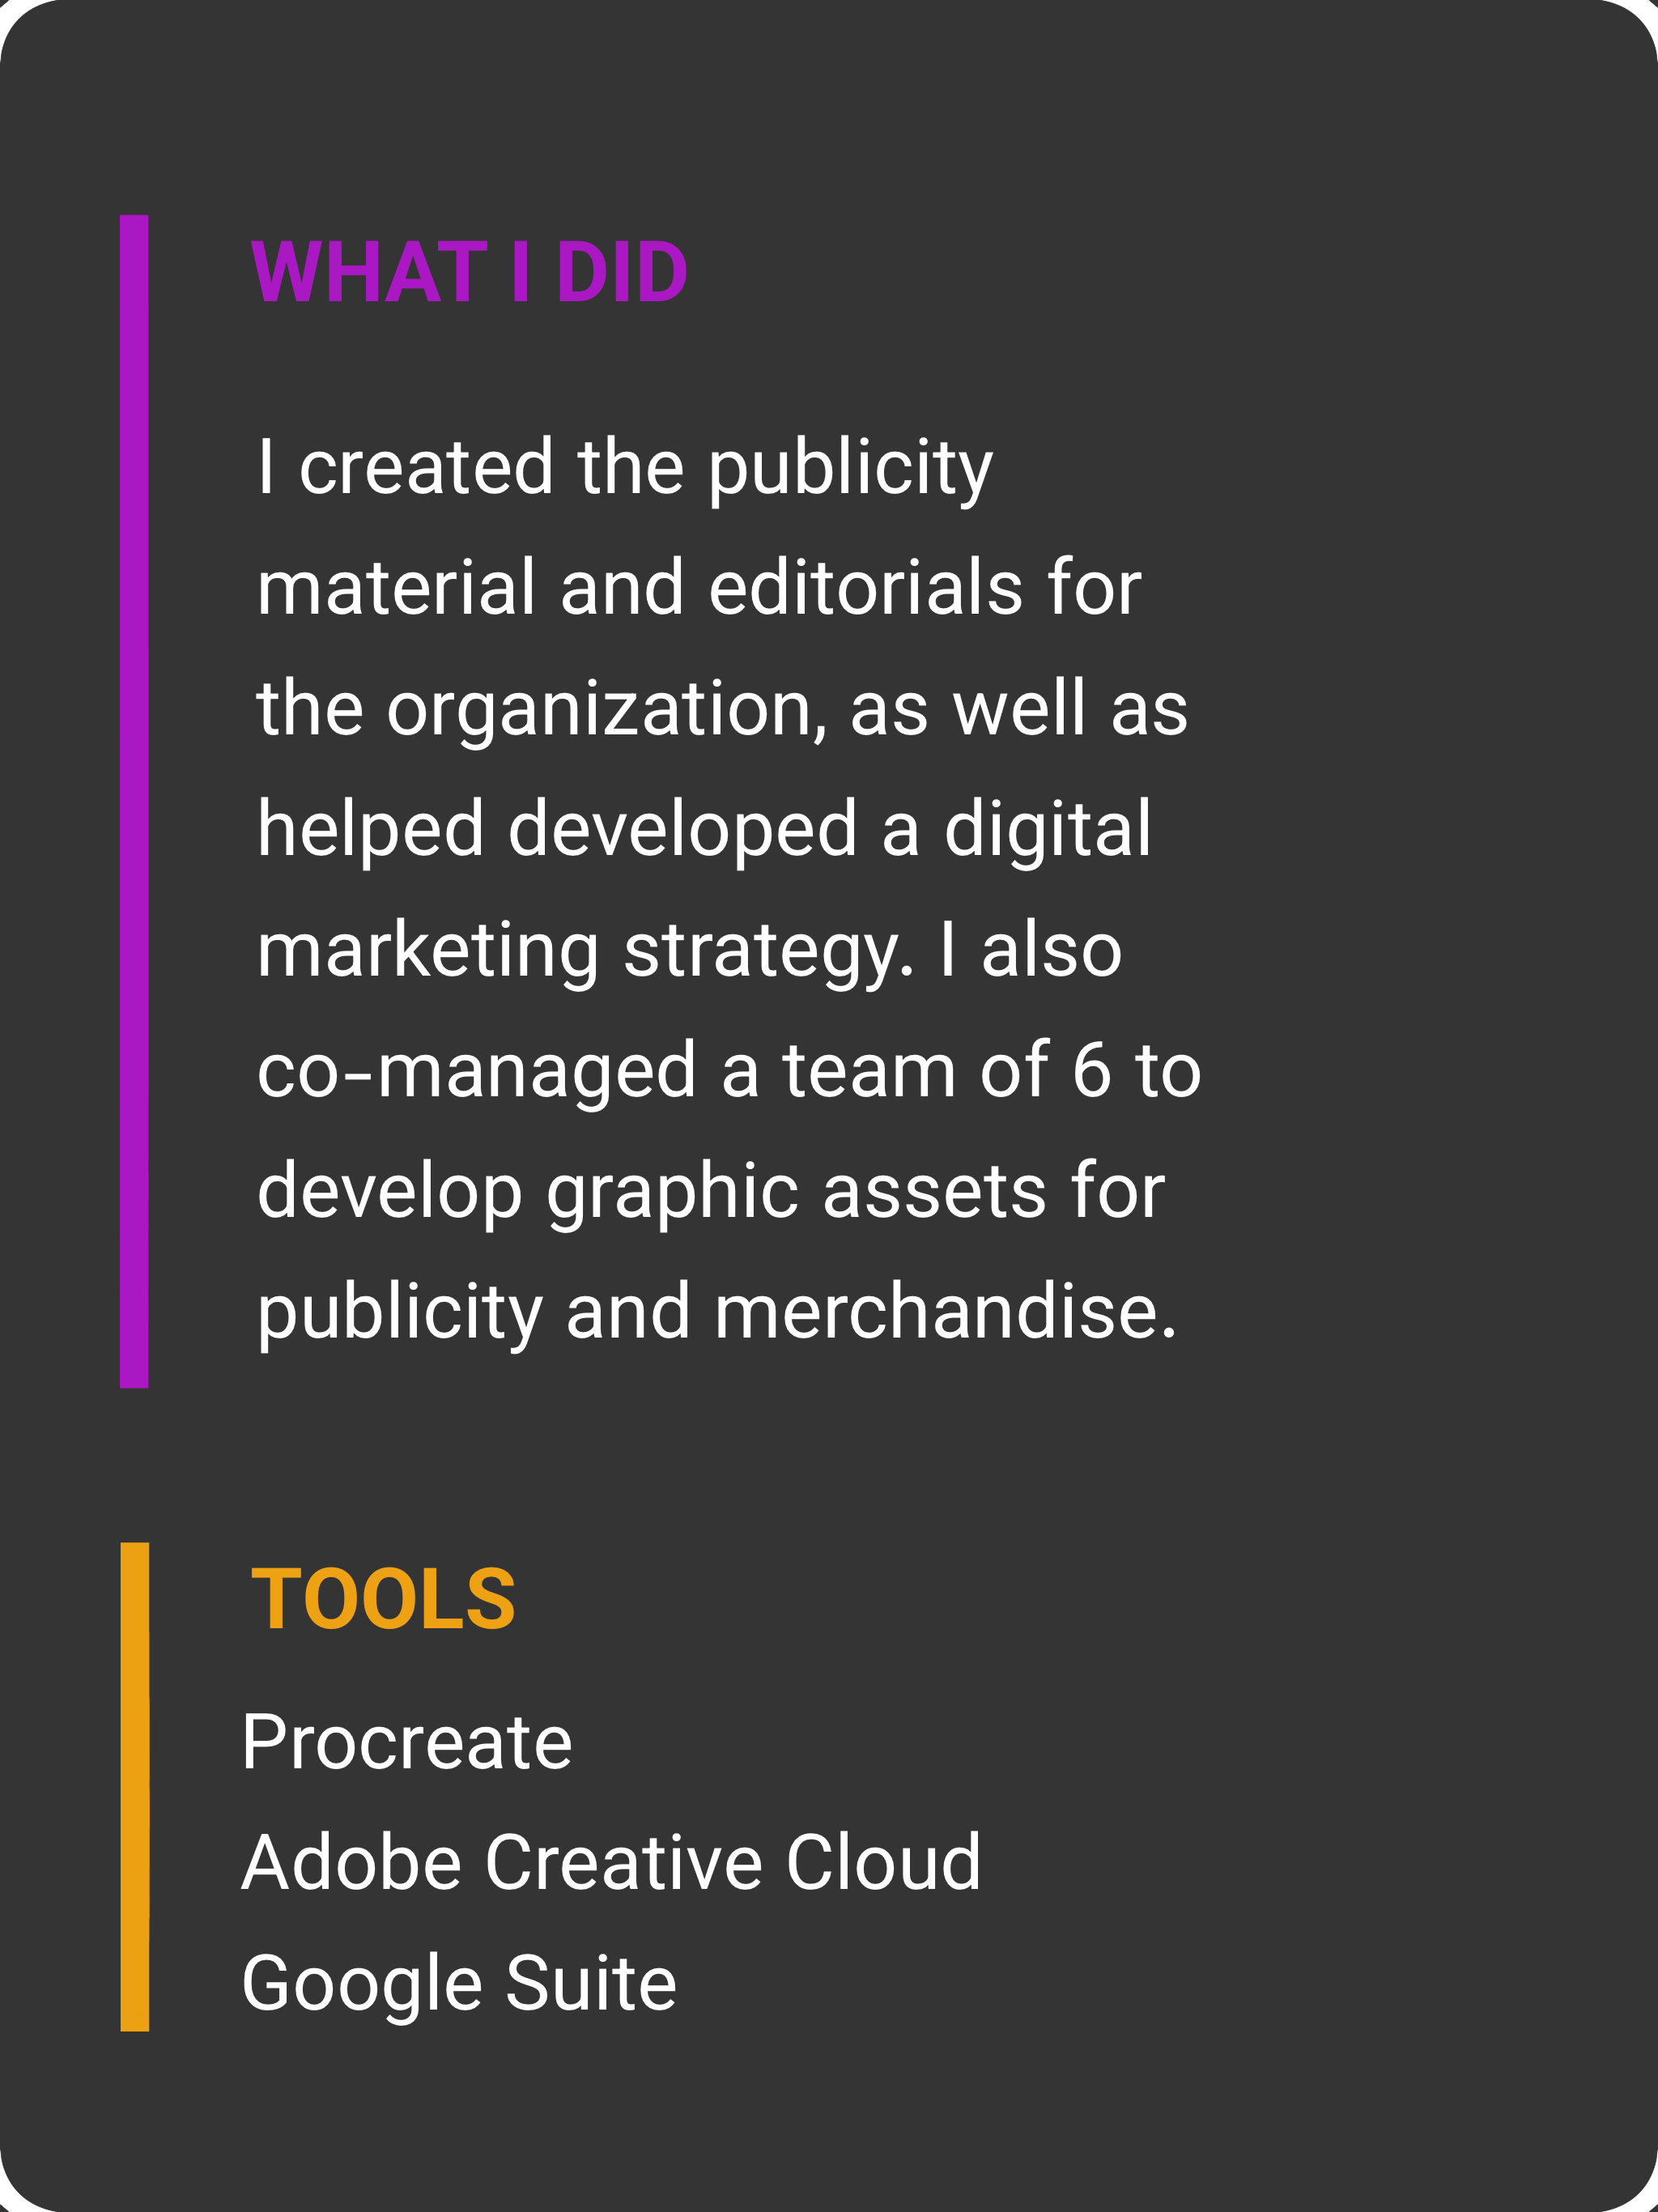 WHAT I DID
I created the publicity
material and editorials for
the organization, as well as
helped developed a digital
marketing strategy. I also
co-managed a team of 6 to
develop graphic assets for
publicity and merchandise.
TOOLS
Procreate
Adobe Creative Cloud
Google Suite